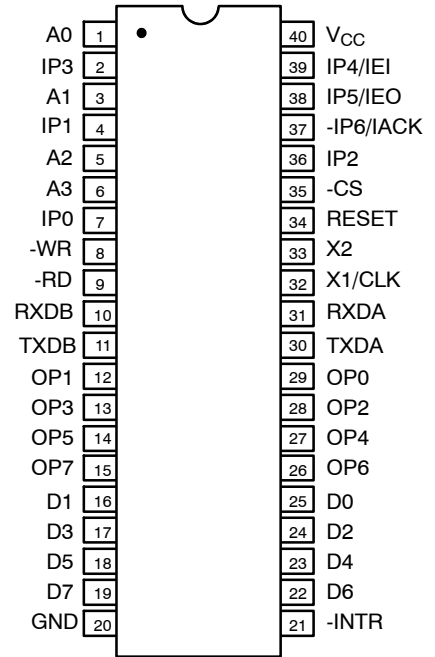 A0 1 40 VCC
IP3 2 39 IP4/IEI
A1 3 38 IP5/IEO
IP1 4 37 -IP6/IACK
A2 5 36 IP2
A3 6 35 -CS
IP0 7 34 RESET
-WR 8 33 X2
-RD 9 32 X1/CLK
RXDB 10 31 RXDA
TXDB 11 30 TXDA
OP1 12 29 OP0
OP3 13 28 OP2
OP5 14 27 OP4
OP7 15 26 OP6
D1 16 25 D0
D3 17 24 D2
D5 18 23 D4
D7 19 22 D6
GND 20 21 -INTR